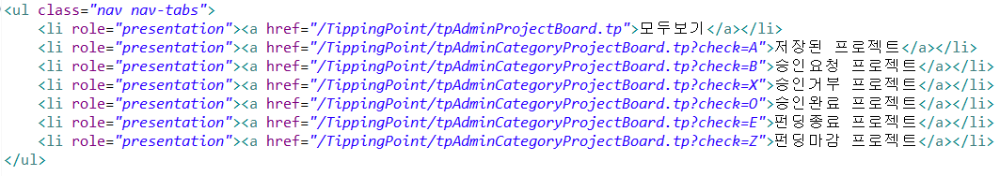 <ul class="nav nav-tabs">
<li role="presentation"><a href="/TippingPoint/tpAdminProjectBoard.tp">모두보기</a></li>
<li role="presentation"><a href="/TippingPoint/tpAdminCategoryProjectBoard.tp?check=A">저장된 프로젝트</a></li>
<li role="presentation"><a href="/TippingPoint/tpAdminCategoryProjectBoard.tp?check=B">승인요청 프로젝트</a></li>
<li role="presentation"><a href="/TippingPoint/tpAdminCategoryProjectBoard.tp?check=X">승인거부 프로젝트</a></li>
<li role="presentation"><a href="/TippingPoint/tpAdminCategoryProjectBoard.tp?check=O">승인완료 프로젝트</a></li>
<li role="presentation"><a href="/TippingPoint/tpAdminCategoryProjectBoard.tp?check=E">펀딩종료 프로젝트</a></li>
<li role="presentation"><a href="/TippingPoint/tpAdminCategoryProjectBoard.tp?check=Z">펀딩마감 프로젝트</a></li>
</ul>